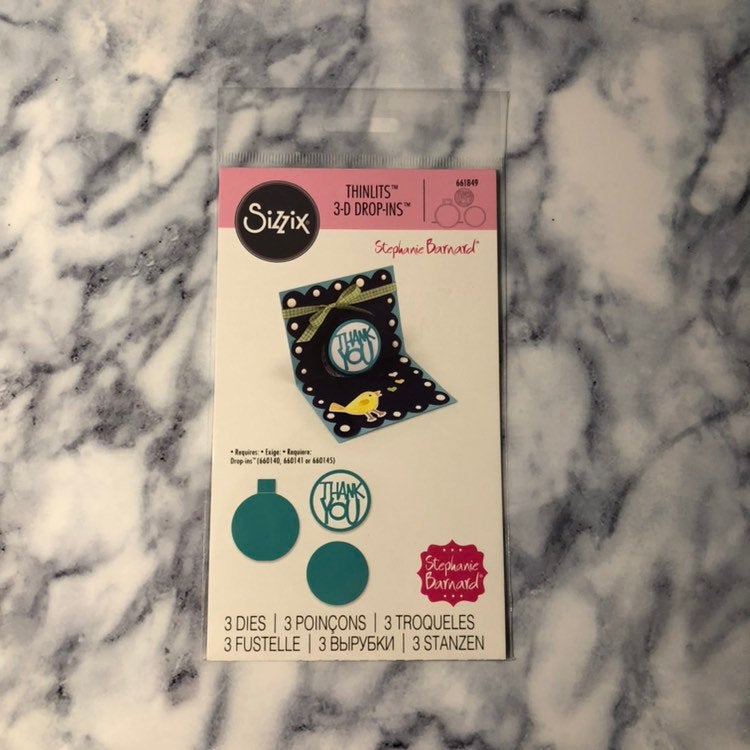 Sizzix
THINLITS™
3-D DROP-INS™
661849
Stephanie Barnard®
THANK
YOU
• Requires: • Exige: • Requiere:
Drop-ins™ (660140, 660141 or 660145)
THANK
YOU
Stephanie
Barnard®
3 DIES | 3 POINÇONS | 3 TROQUELES
3 FUSTELLE | 3 ВЫРУБКИ | 3 STANZEN